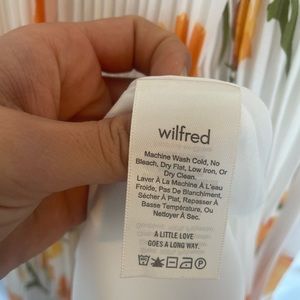 wilfred
Machine Wash Cold, No
Bleach, Dry Flat, Low Iron, Or
Dry Clean.
Laver À La Machine À L'eau
Froide, Pas De Blanchiment,
Sécher À Plat, Repasser À
Basse Température, Ou
Nettoyer À Sec.
A LITTLE LOVE
GOES A LONG WAY.